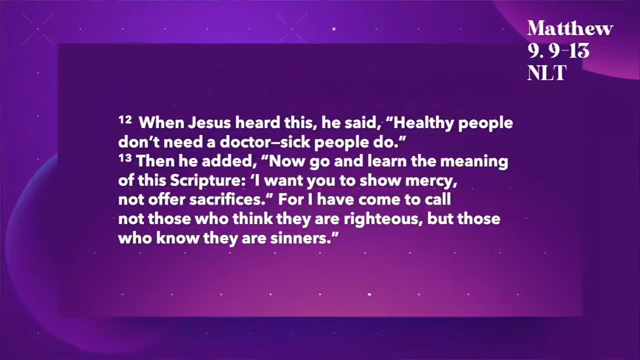 Matthew
9. 9-13
NLT
12 When Jesus heard this, he said, “Healthy people
don’t need a doctor—sick people do.”
13 Then he added, “Now go and learn the meaning
of this Scripture: ‘I want you to show mercy,
not offer sacrifices.” For I have come to call
not those who think they are righteous, but those
who know they are sinners.”